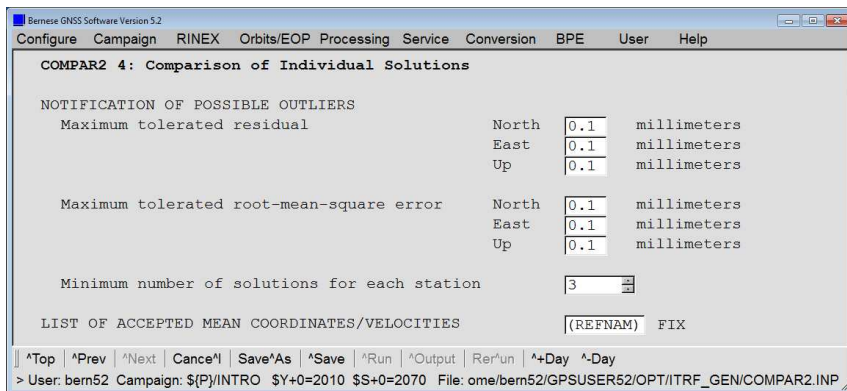 Bernese GNSS Software Version 5.2
Configure Campaign RINEX Orbits/EOP Processing Service Conversion BPE User Help
COMPAR2 4: Comparison of Individual Solutions
NOTIFICATION OF POSSIBLE OUTLIERS
Maximum tolerated residual North 0.1 millimeters
East 0.1 millimeters
Up 0.1 millimeters
Maximum tolerated root-mean-square error North 0.1 millimeters
East 0.1 millimeters
Up 0.1 millimeters
Minimum number of solutions for each station 3
LIST OF ACCEPTED MEAN COORDINATES/VELOCITIES (REFNAM) FIX
^Top | ^Prev | ^Next | Cance^l | Save^As | ^Save | ^Run | ^Output | Rer^un | ^+Day ^-Day
> User: bern52 Campaign: ${P}/INTRO $Y+0=2010 $S+0=2070 File: ome/bern52/GPSUSER52/OPT/ITRF_GEN/COMPAR2.INP